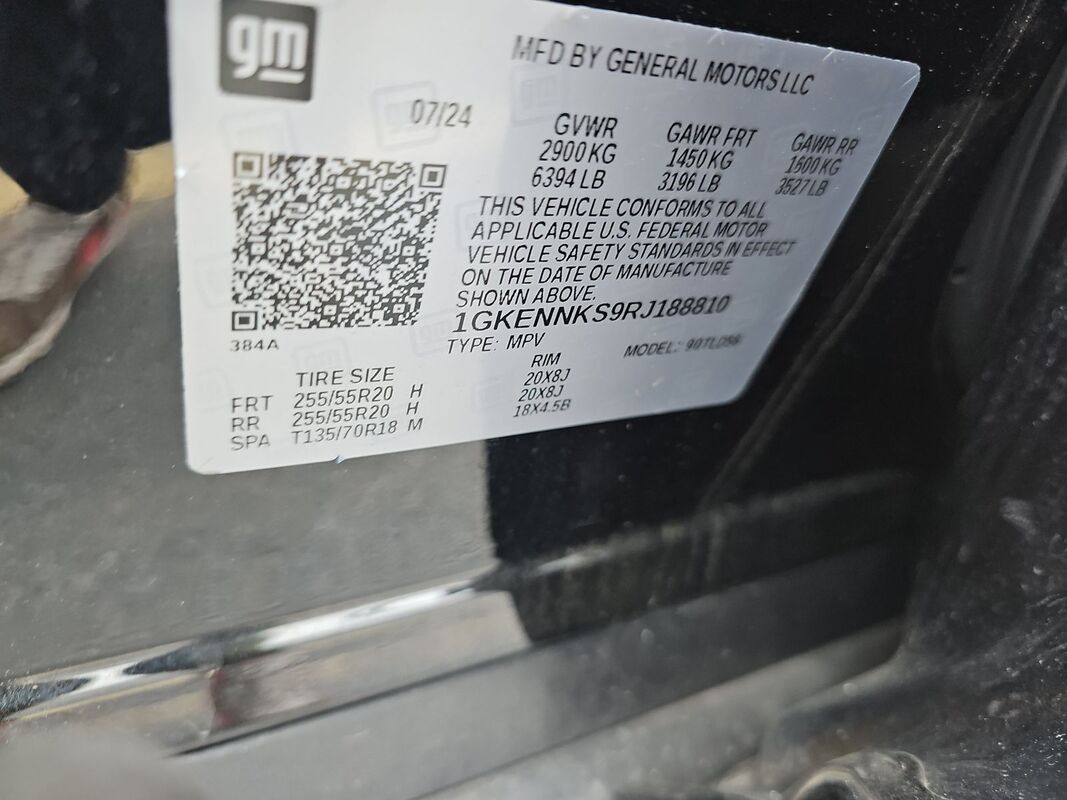 gm
MFD BY GENERAL MOTORS LLC
07/24
GVWR GAWR FRT GAWR RR
2900 KG 1450 KG 1600 KG
6394 LB 3196 LB 3527 LB
THIS VEHICLE CONFORMS TO ALL
APPLICABLE U.S. FEDERAL MOTOR
VEHICLE SAFETY STANDARDS IN EFFECT
ON THE DATE OF MANUFACTURE
SHOWN ABOVE.
1GKENNKS9RJ188810
TYPE: MPV MODEL:
384A
TIRE SIZE RIM
FRT 255/55R20 H 20X8J
RR 255/55R20 H 20X8J
SPA T135/70R18 M 18X4.5B